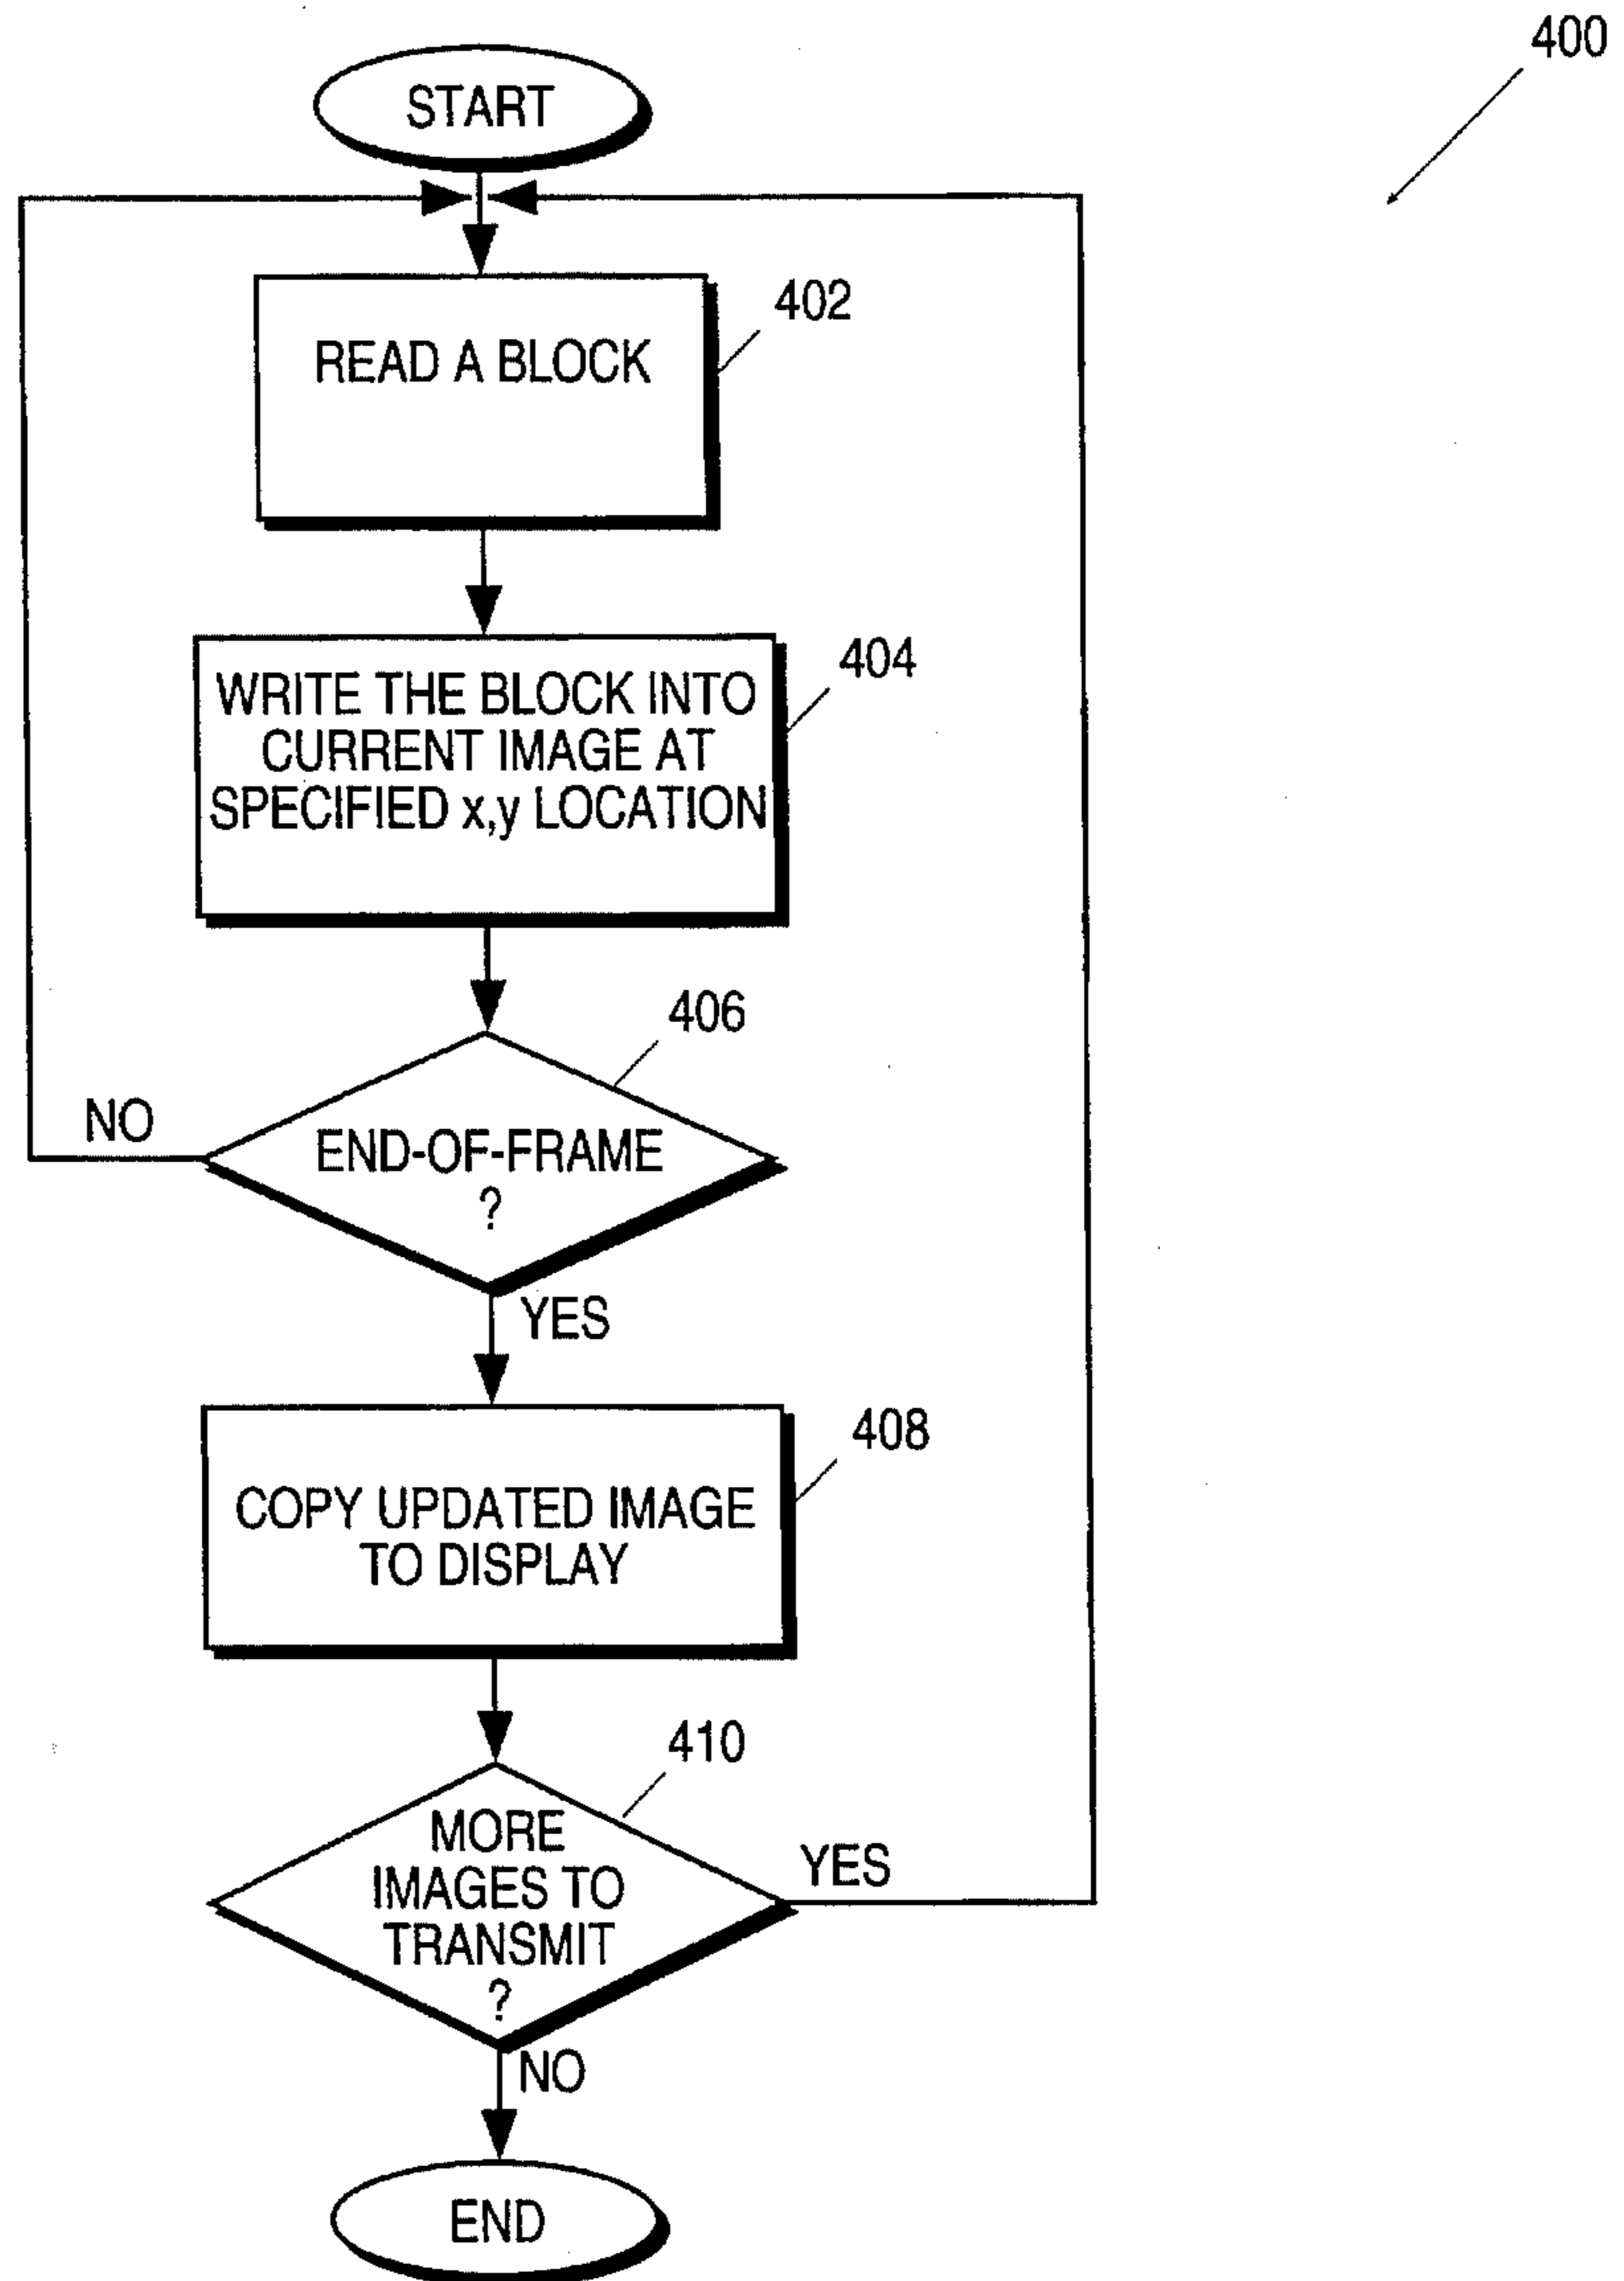 400
START
402
READ A BLOCK
404
WRITE THE BLOCK INTO
CURRENT IMAGE AT
SPECIFIED x,y LOCATION
406
NO
END-OF-FRAME
?
YES
408
COPY UPDATED IMAGE
TO DISPLAY
410
MORE
IMAGES TO
TRANSMIT
?
YES
NO
END